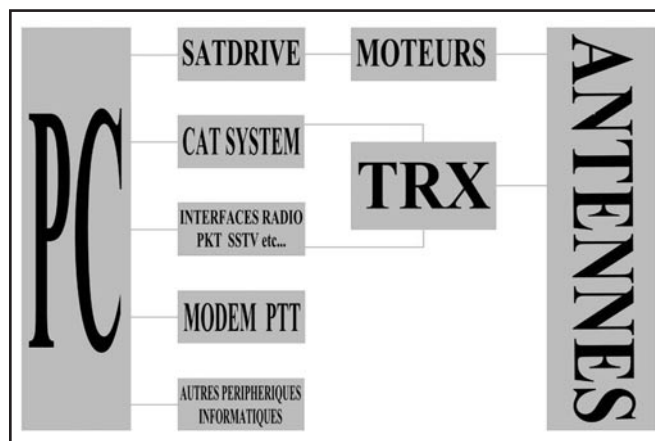 PC
SATDRIVE
MOTEURS
CAT SYSTEM
TRX
INTERFACES RADIO
PKT SSTV etc...
MODEM PTT
AUTRES PERIPHERIQUES
INFORMATIQUES
ANTENNES